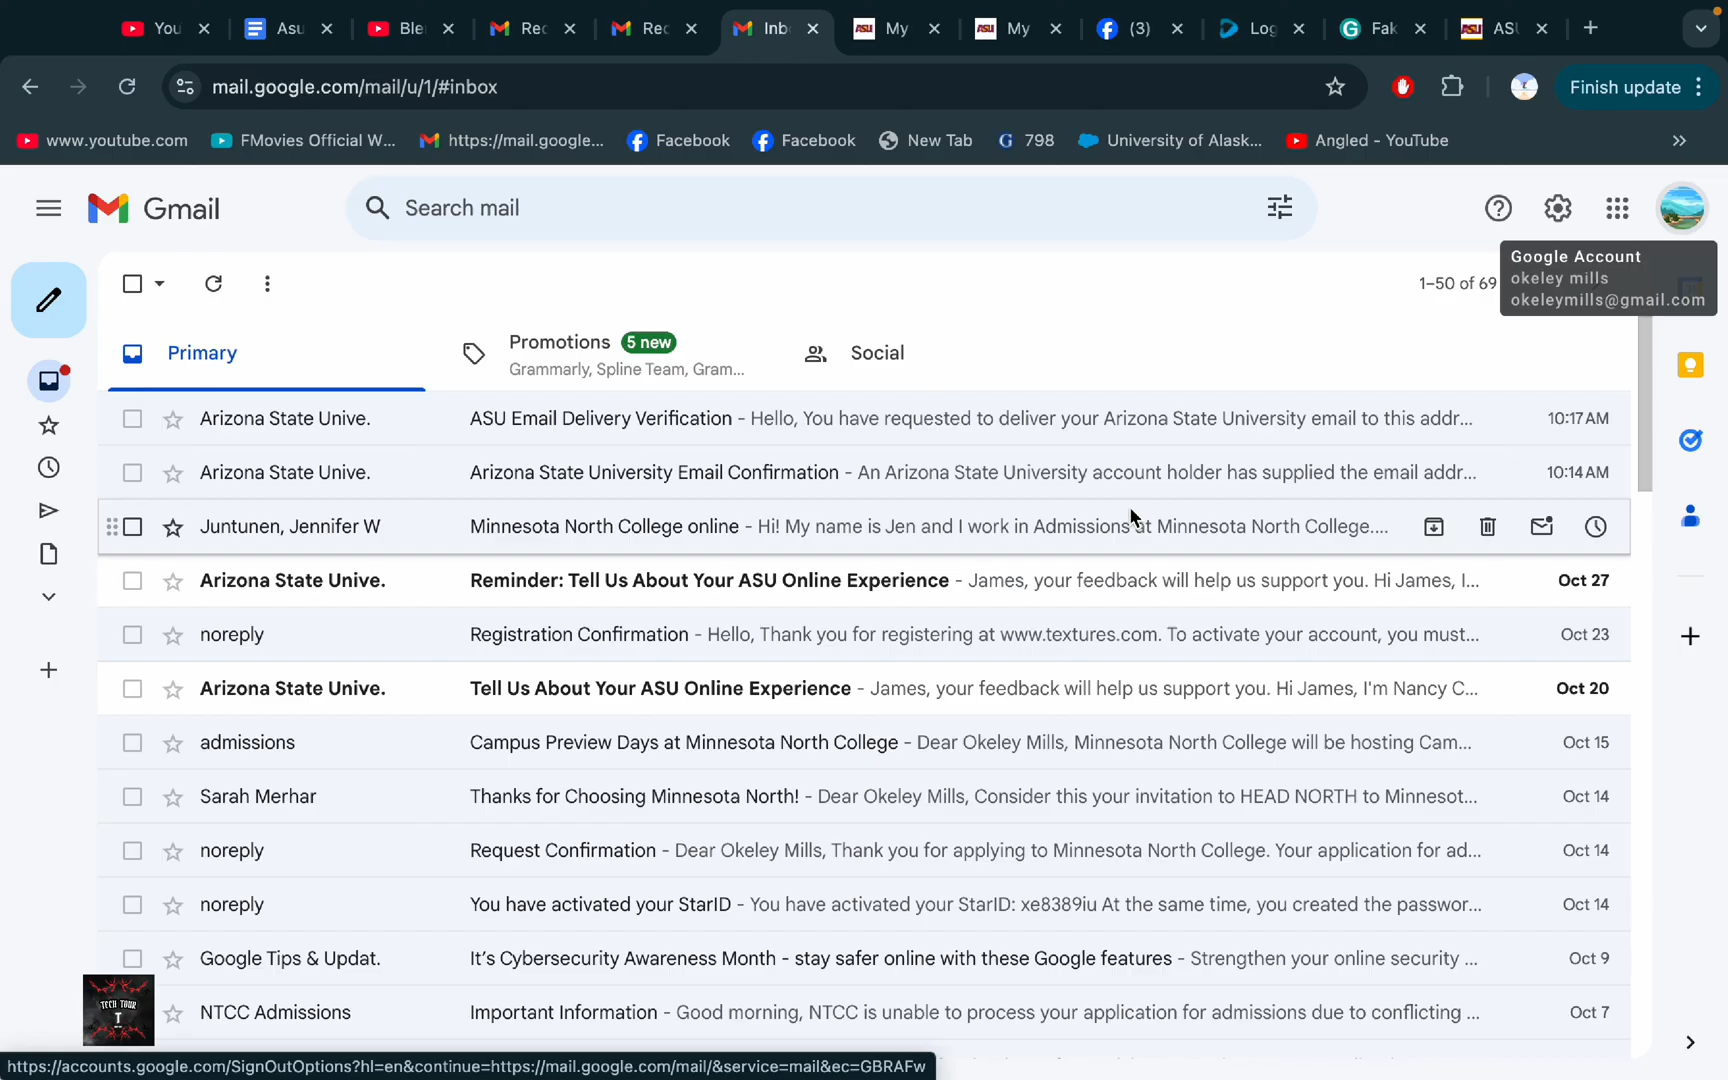 You
Asu
Ble
Rec
Rec
Inb
My
My
(3)
Log
Fak
ASU
mail.google.com/mail/u/1/#inbox
Finish update
www.youtube.com
FMovies Official W...
https://mail.google...
Facebook
Facebook
New Tab
798
University of Alask...
Angled - YouTube
Gmail
Search mail
Google Account
okeley mills
okeleymills@gmail.com
1–50 of 69
Primary
Promotions 5 new
Grammarly, Spline Team, Gram...
Social
Arizona State Unive. ASU Email Delivery Verification - Hello, You have requested to deliver your Arizona State University email to this addr... 10:17 AM
Arizona State Unive. Arizona State University Email Confirmation - An Arizona State University account holder has supplied the email addr... 10:14 AM
Juntunen, Jennifer W Minnesota North College online - Hi! My name is Jen and I work in Admissions at Minnesota North College....
Arizona State Unive. Reminder: Tell Us About Your ASU Online Experience - James, your feedback will help us support you. Hi James, I... Oct 27
noreply Registration Confirmation - Hello, Thank you for registering at www.textures.com. To activate your account, you must... Oct 23
Arizona State Unive. Tell Us About Your ASU Online Experience - James, your feedback will help us support you. Hi James, I'm Nancy C... Oct 20
admissions Campus Preview Days at Minnesota North College - Dear Okeley Mills, Minnesota North College will be hosting Cam... Oct 15
Sarah Merhar Thanks for Choosing Minnesota North! - Dear Okeley Mills, Consider this your invitation to HEAD NORTH to Minnesot... Oct 14
noreply Request Confirmation - Dear Okeley Mills, Thank you for applying to Minnesota North College. Your application for ad... Oct 14
noreply You have activated your StarID - You have activated your StarID: xe8389iu At the same time, you created the passwor... Oct 14
Google Tips & Updat. It's Cybersecurity Awareness Month - stay safer online with these Google features - Strengthen your online security ... Oct 9
NTCC Admissions Important Information - Good morning, NTCC is unable to process your application for admissions due to conflicting ... Oct 7
TECH TOUR
T
https://accounts.google.com/SignOutOptions?hl=en&continue=https://mail.google.com/mail/&service=mail&ec=GBRAFw